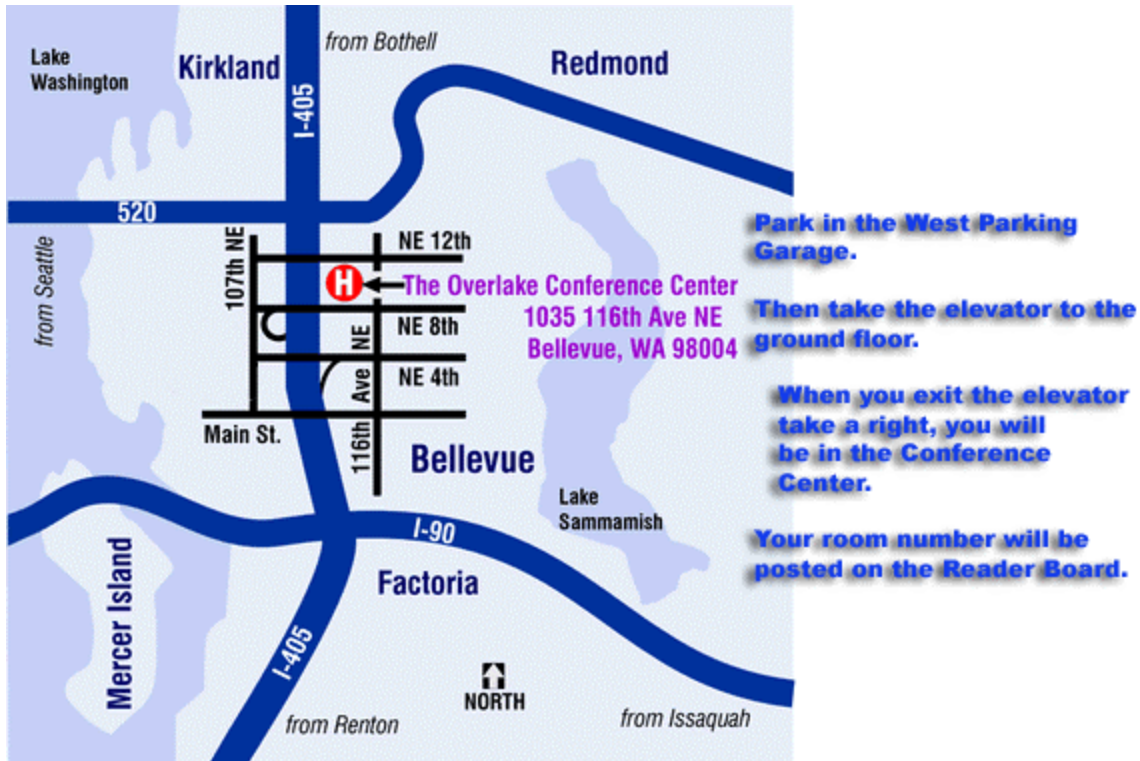 Lake
Washington
Kirkland
from Bothell
Redmond
I-405
520
from Seattle
107th NE
NE 12th
H
The Overlake Conference Center
1035 116th Ave NE
Bellevue, WA 98004
NE 8th
NE 4th
116th Ave NE
Main St.
Bellevue
Lake
Sammamish
I-90
Mercer Island
Factoria
I-405
NORTH
from Renton
from Issaquah
Park in the West Parking
Garage.
Then take the elevator to the
ground floor.
When you exit the elevator
take a right, you will
be in the Conference
Center.
Your room number will be
posted on the Reader Board.